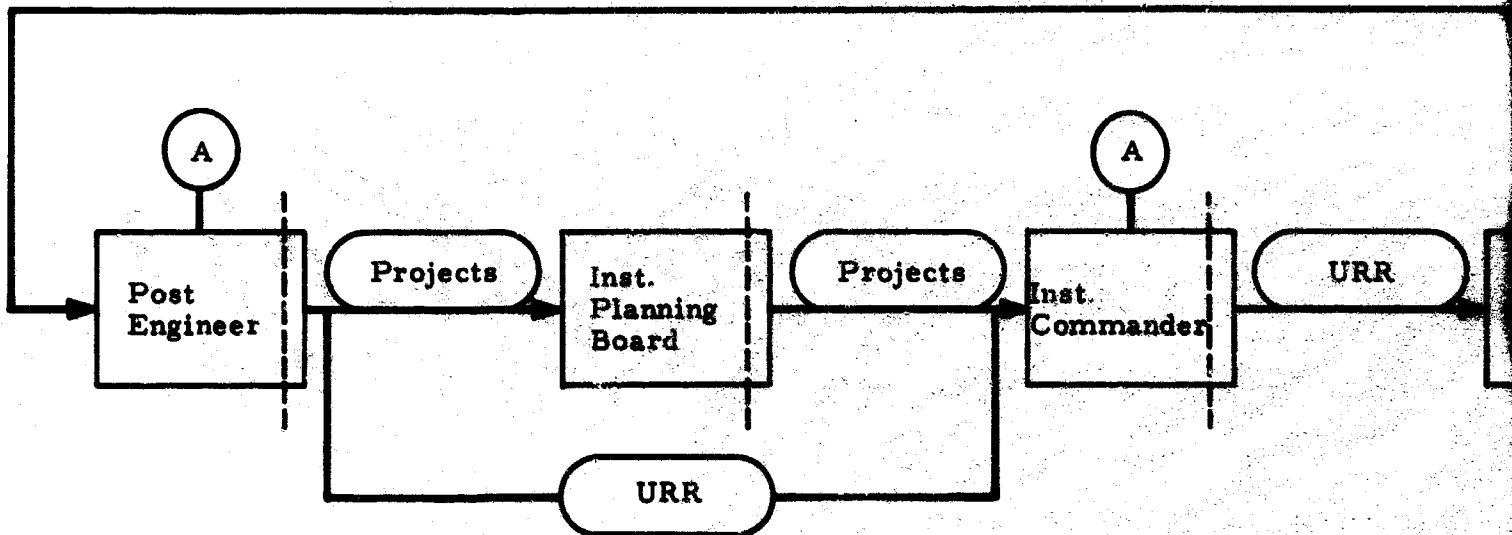 A
A
Projects
Projects
URR
Post
Engineer
Inst.
Planning
Board
Inst.
Commander
URR